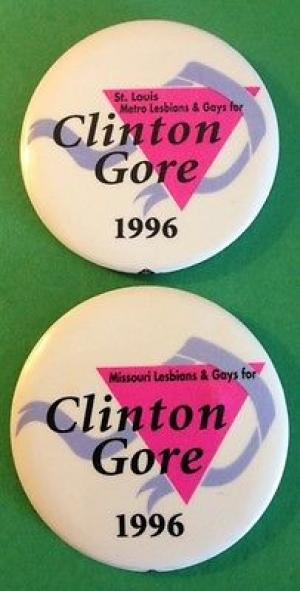 St. Louis
Metro Lesbians & Gays for
Clinton
Gore
1996
Missouri Lesbians & Gays for
Clinton
Gore
1996